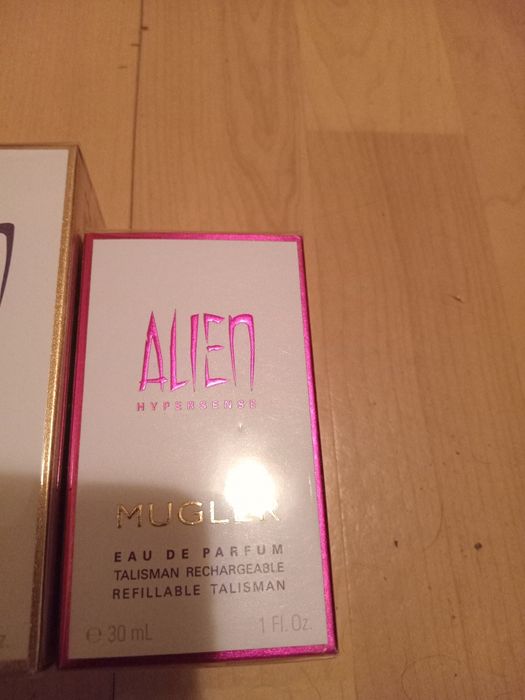 ALIEN
HYPERSENSE
MUGLER
EAU DE PARFUM
TALISMAN RECHARGEABLE
REFILLABLE TALISMAN
e 30 mL 1 Fl. Oz.
z.